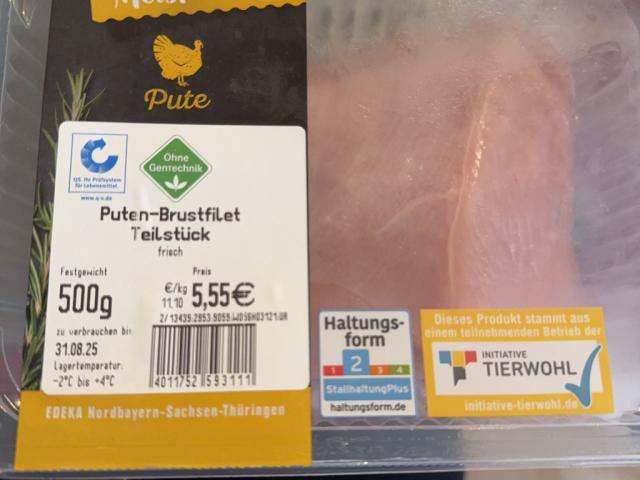 Pute
QS. Ihr Prüfsystem
für Lebensmittel.
www.q-s.de
Ohne
GenTechnik
Puten-Brustfilet
Teilstück
frisch
Festgewicht
Preis
500g
€/kg
11,10
5,55€
zu verbrauchen bis:
31.08.25
Lagertemperatur:
-2°C bis +4°C
4011752 593111
EDEKA Nordbayern-Sachsen-Thüringen
Haltungs-
form
1 2 3 4
StallhaltungPlus
haltungsform.de
Dieses Produkt stammt aus
einem teilnehmenden Betrieb der
INITIATIVE
TIERWOHL
initiative-tierwohl.de